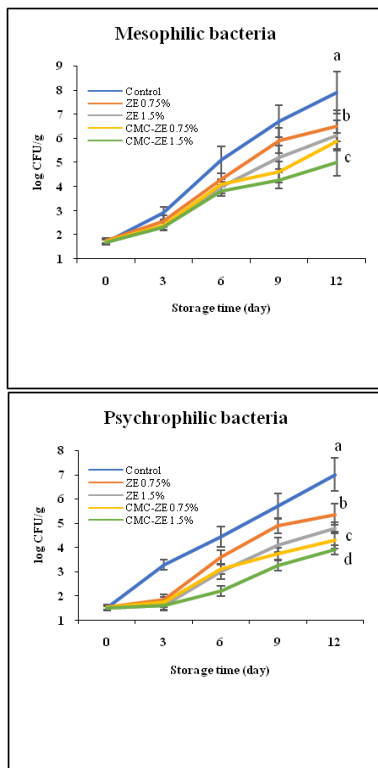 Mesophilic bacteria
a
9
8
7
6
5
4
3
2
1
log CFU/g
Control
ZE 0.75%
ZE 1.5%
CMC-ZE 0.75%
CMC-ZE 1.5%
b
c
0 3 6 9 12
Storage time (day)
Psychrophilic bacteria
a
8
7
6
5
4
3
2
1
log CFU/g
Control
ZE 0.75%
ZE 1.5%
CMC-ZE 0.75%
CMC-ZE 1.5%
b
c
d
0 3 6 9 12
Storage time (day)